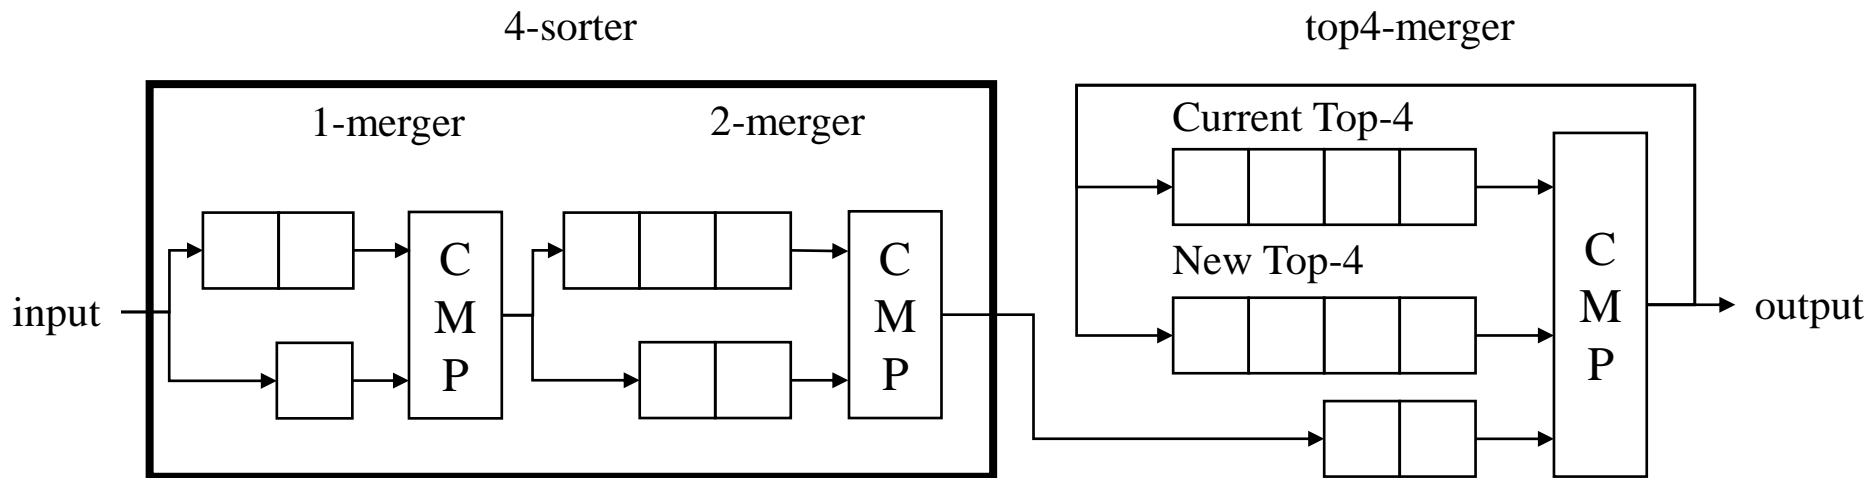 4-sorter
top4-merger
1-merger
2-merger
Current Top-4
New Top-4
input
C
M
P
C
M
P
C
M
P
output